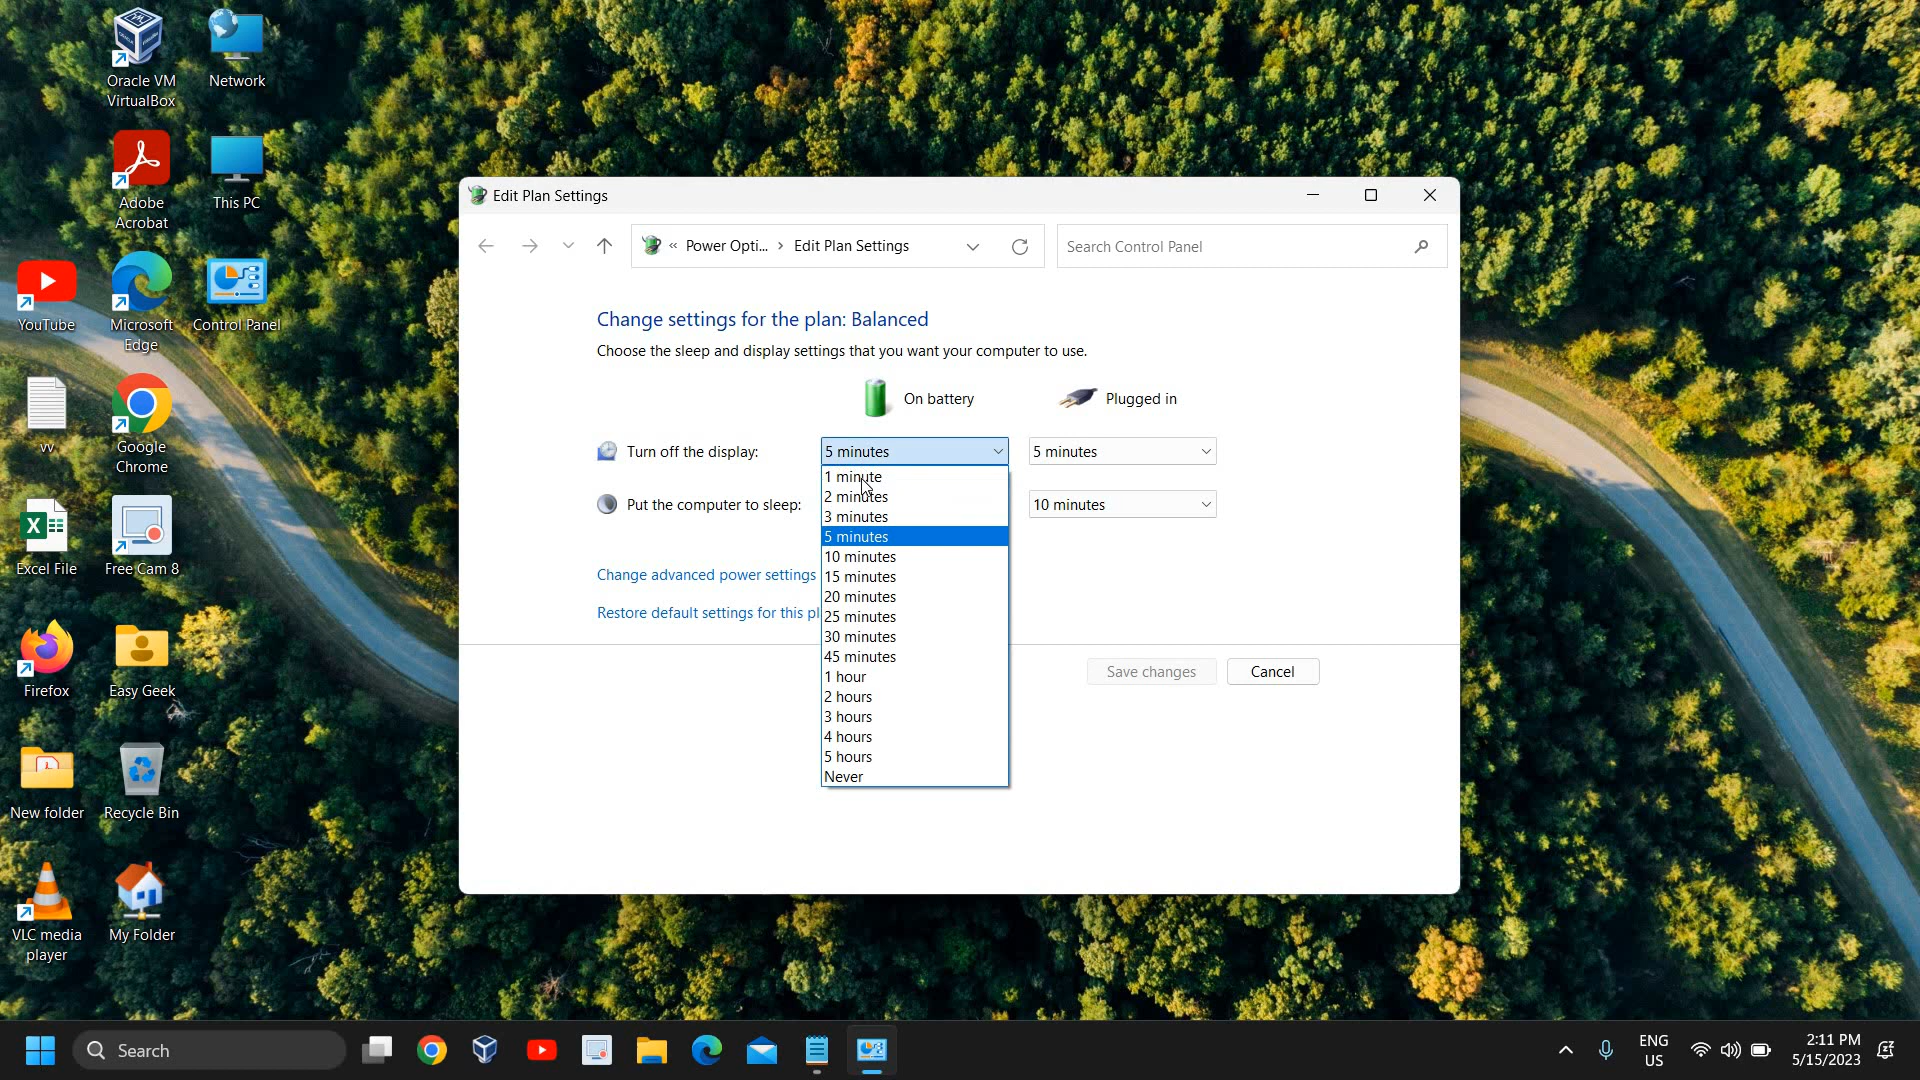 Oracle VM
VirtualBox
Network
Adobe
Acrobat
This PC
YouTube
Microsoft
Edge
Control Panel
vv
Google
Chrome
Excel File
Free Cam 8
Firefox
Easy Geek
New folder
Recycle Bin
VLC media
player
My Folder
Edit Plan Settings
« Power Opti... › Edit Plan Settings
Search Control Panel
Change settings for the plan: Balanced
Choose the sleep and display settings that you want your computer to use.
On battery
Plugged in
Turn off the display:
5 minutes
5 minutes
1 minute
2 minutes
3 minutes
5 minutes
10 minutes
15 minutes
20 minutes
25 minutes
30 minutes
45 minutes
1 hour
2 hours
3 hours
4 hours
5 hours
Never
Put the computer to sleep:
10 minutes
Change advanced power settings
Restore default settings for this pl
Save changes
Cancel
Search
ENG
US
2:11 PM
5/15/2023